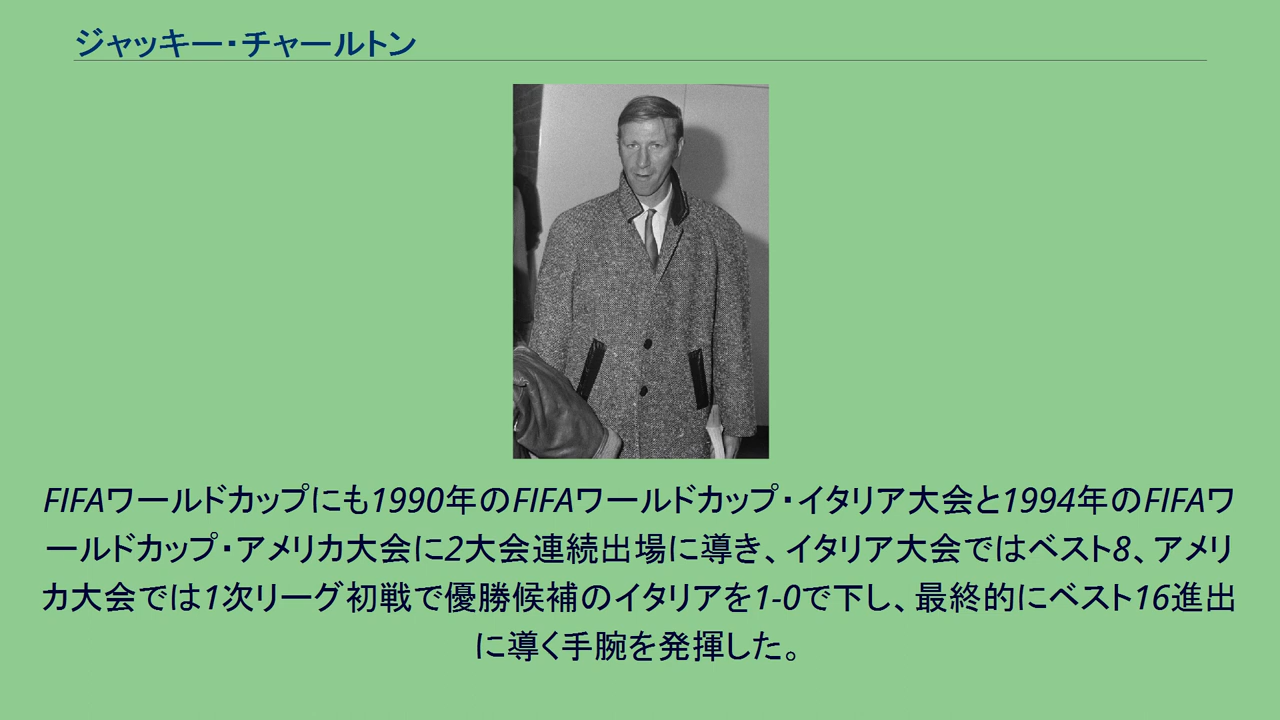 ジャッキー・チャールトン
FIFAワールドカップにも1990年のFIFAワールドカップ・イタリア大会と1994年のFIFAワ
ールドカップ・アメリカ大会に2大会連続出場に導き、イタリア大会ではベスト8、アメリ
カ大会では1次リーグ初戦で優勝候補のイタリアを1-0で下し、最終的にベスト16進出
に導く手腕を発揮した。